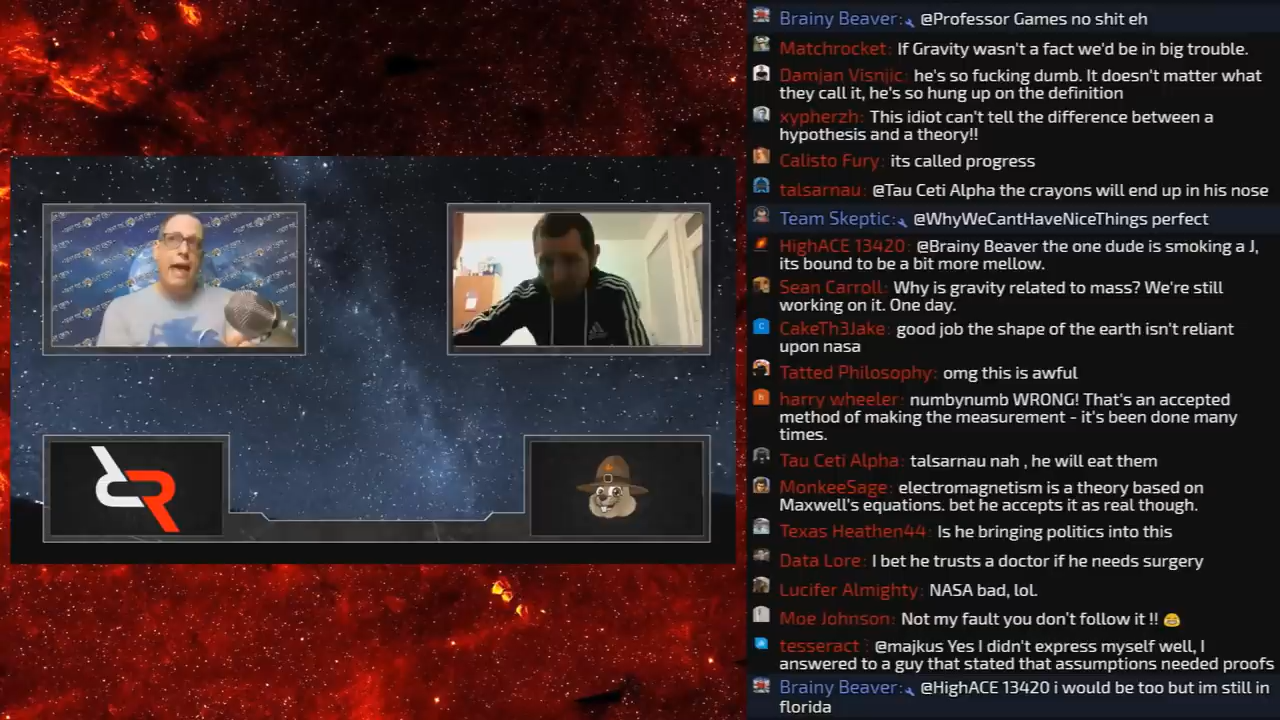 Brainy Beaver: @Professor Games no shit eh
Matchrocket: If Gravity wasn't a fact we'd be in big trouble.
Damjan Visnjic: he's so fucking dumb. It doesn't matter what
they call it, he's so hung up on the definition
xypherzh: This idiot can't tell the difference between a
hypothesis and a theory!!
Calisto Fury: its called progress
talsarnau: @Tau Ceti Alpha the crayons will end up in his nose
Team Skeptic: @WhyWeCantHaveNiceThings perfect
HighACE 13420: @Brainy Beaver the one dude is smoking a J,
its bound to be a bit more mellow.
Sean Carroll: Why is gravity related to mass? We're still
working on it. One day.
CakeTh3Jake: good job the shape of the earth isn't reliant
upon nasa
Tatted Philosophy: omg this is awful
harry wheeler: numbynumb WRONG! That's an accepted
method of making the measurement - it's been done many
times.
Tau Ceti Alpha: talsarnau nah , he will eat them
MonkeeSage: electromagnetism is a theory based on
Maxwell's equations. bet he accepts it as real though.
Texas Heathen44: Is he bringing politics into this
Data Lore: I bet he trusts a doctor if he needs surgery
Lucifer Almighty: NASA bad, lol.
Moe Johnson: Not my fault you don't follow it !! 😂
tesseract : @majkus Yes I didn't express myself well, I
answered to a guy that stated that assumptions needed proofs
Brainy Beaver: @HighACE 13420 i would be too but im still in
florida